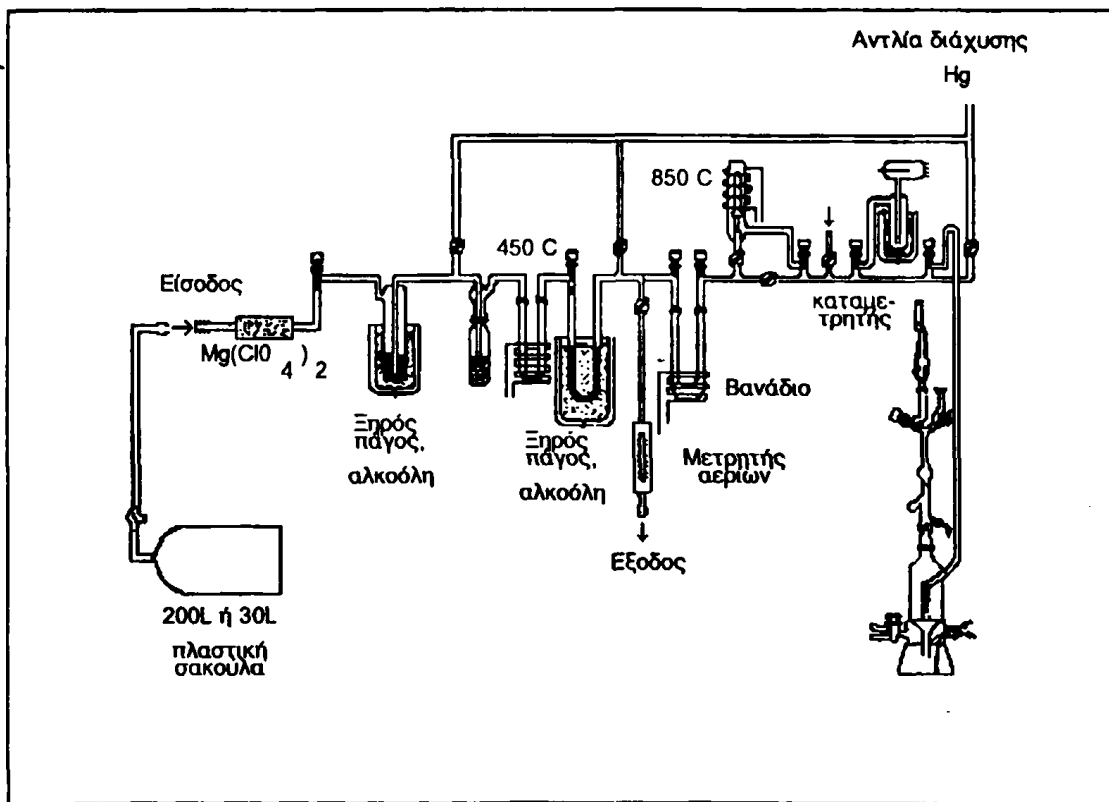 Αντλία διάχυσης
Hg
850 C
450 C
Είσοδος
Mg(Cl0 4 ) 2
καταμε-
τρητής
Βανάδιο
Ξηρός
πάγος,
αλκοόλη
Ξηρός
πάγος,
αλκοόλη
Μετρητής
αεριων
Εξοδος
200L ή 30L
πλαστική
σακουλα